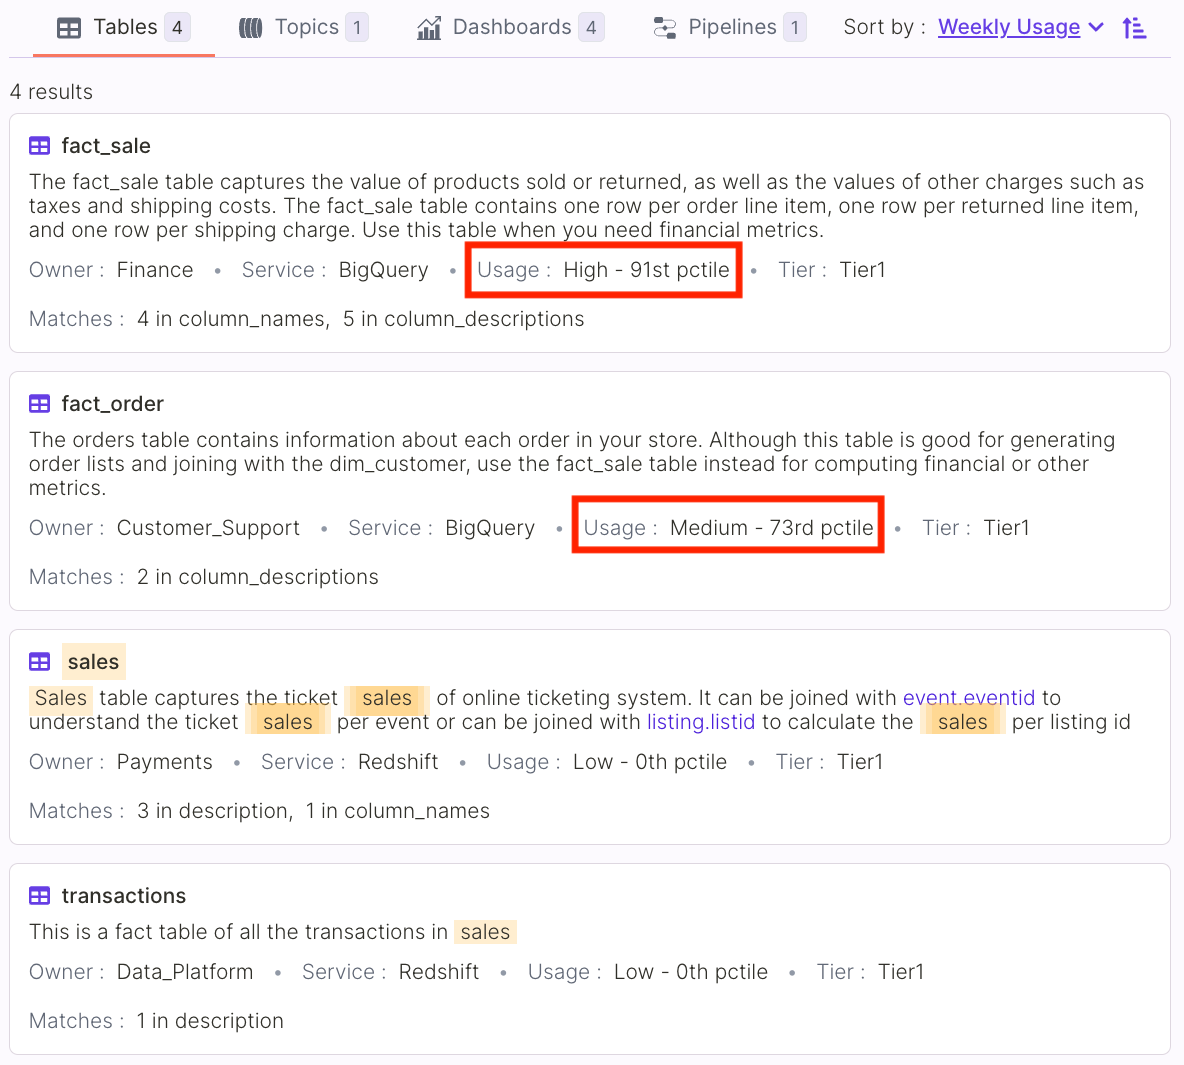 Tables 4 Topics 1 Dashboards 4 Pipelines 1 Sort by : Weekly Usage
4 results
fact_sale
The fact_sale table captures the value of products sold or returned, as well as the values of other charges such as
taxes and shipping costs. The fact_sale table contains one row per order line item, one row per returned line item,
and one row per shipping charge. Use this table when you need financial metrics.
Owner : Finance • Service : BigQuery • Usage : High - 91st pctile • Tier : Tier1
Matches : 4 in column_names, 5 in column_descriptions
fact_order
The orders table contains information about each order in your store. Although this table is good for generating
order lists and joining with the dim_customer, use the fact_sale table instead for computing financial or other
metrics.
Owner : Customer_Support • Service : BigQuery • Usage : Medium - 73rd pctile • Tier : Tier1
Matches : 2 in column_descriptions
sales
Sales table captures the ticket sales of online ticketing system. It can be joined with event.eventid to
understand the ticket sales per event or can be joined with listing.listid to calculate the sales per listing id
Owner : Payments • Service : Redshift • Usage : Low - 0th pctile • Tier : Tier1
Matches : 3 in description, 1 in column_names
transactions
This is a fact table of all the transactions in sales
Owner : Data_Platform • Service : Redshift • Usage : Low - 0th pctile • Tier : Tier1
Matches : 1 in description